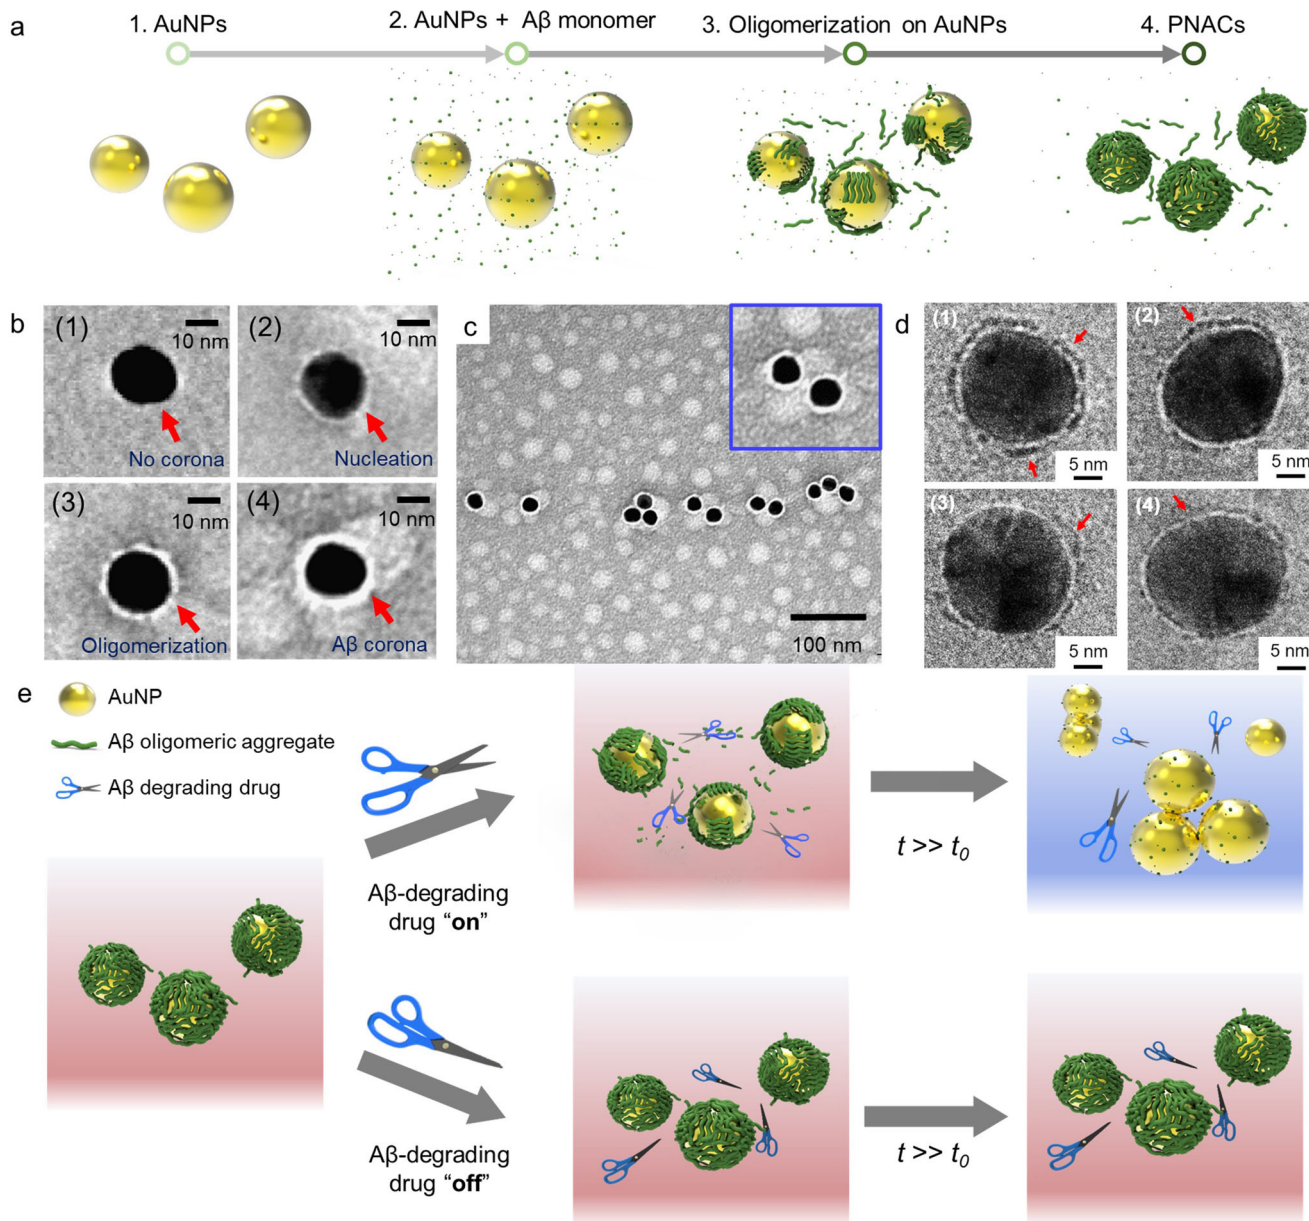 a
1. AuNPs
2. AuNPs + Aβ monomer
3. Oligomerization on AuNPs
4. PNACs
b
(1)
10 nm
No corona
(2)
10 nm
Nucleation
(3)
10 nm
Oligomerization
(4)
10 nm
Aβ corona
c
100 nm
d
(1)
5 nm
(2)
5 nm
(3)
5 nm
(4)
5 nm
e
AuNP
Aβ oligomeric aggregate
Aβ degrading drug
Aβ-degrading
drug "on"
t >> t₀
Aβ-degrading
drug "off"
t >> t₀